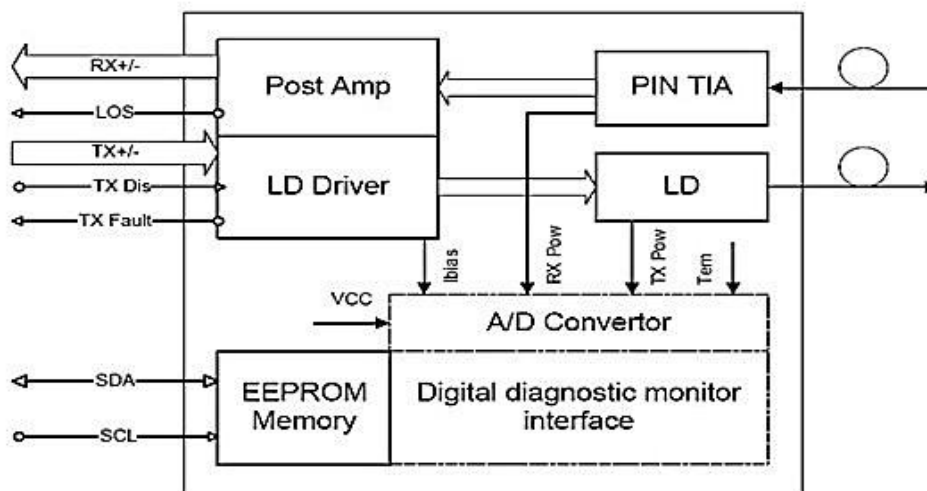 RX+/-
Post Amp
PIN TIA
LOS
TX+/-
TX Dis
LD Driver
LD
TX Fault
Ibias
RX Pow
TX Pow
Tem
VCC
A/D Convertor
SDA
EEPROM
Memory
Digital diagnostic monitor
interface
SCL